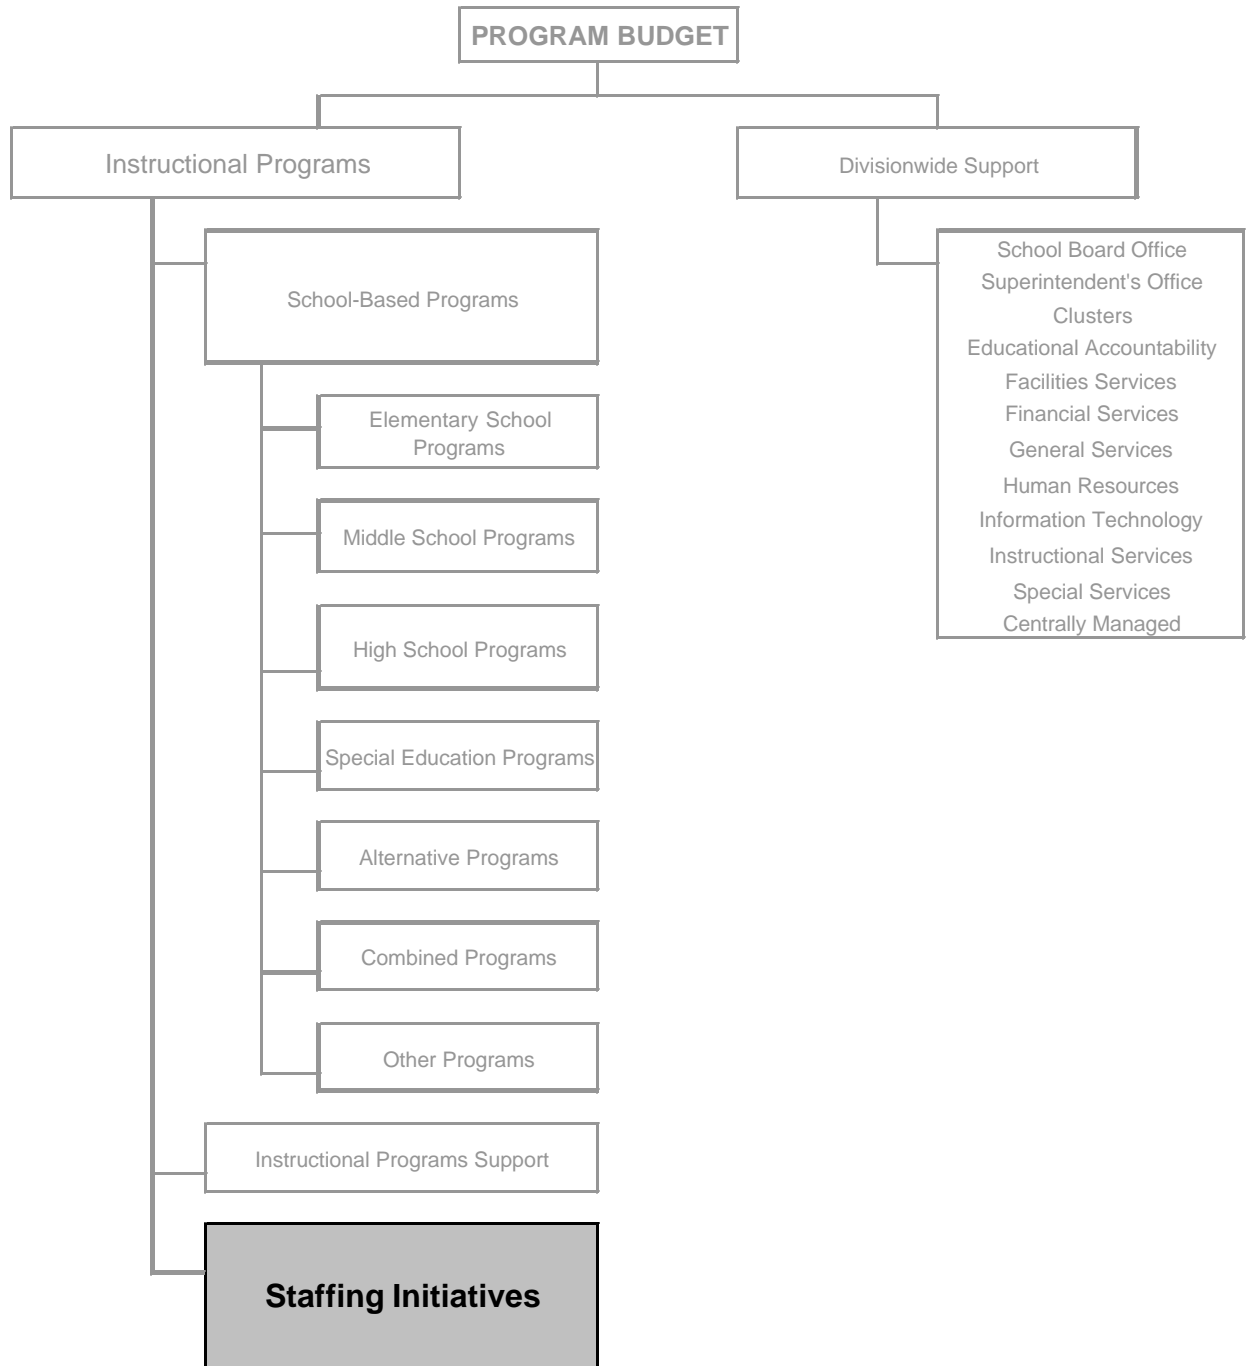 PROGRAM BUDGET
Instructional Programs
Divisionwide Support
School-Based Programs
Elementary School
Programs
Middle School Programs
High School Programs
Special Education Programs
Alternative Programs
Combined Programs
Other Programs
Instructional Programs Support
Staffing Initiatives
School Board Office
Superintendent's Office
Clusters
Educational Accountability
Facilities Services
Financial Services
General Services
Human Resources
Information Technology
Instructional Services
Special Services
Centrally Managed